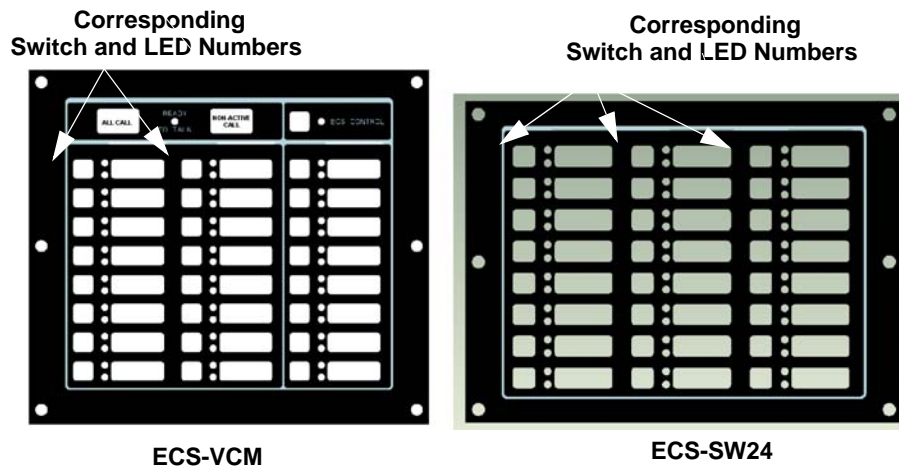 Corresponding
Switch and LED Numbers
Corresponding
Switch and LED Numbers
ALL CALL
READY
TO TALK
NON-ACTIVE
CALL
ECS CONTROL
ECS-VCM
ECS-SW24